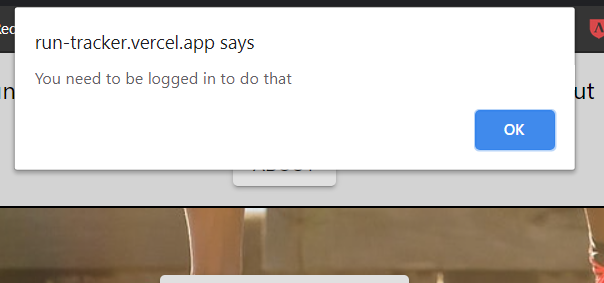 run-tracker.vercel.app says
You need to be logged in to do that
OK